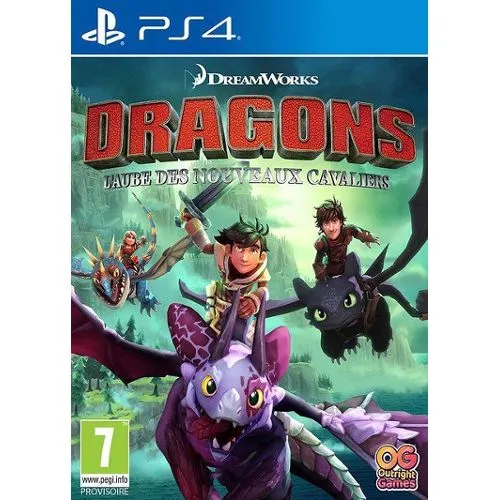 PS4
DREAMWORKS
DRAGONS
L'AUBE DES NOUVEAUX CAVALIERS
7
www.pegi.info
PROVISOIRE
OG
Outright
Games